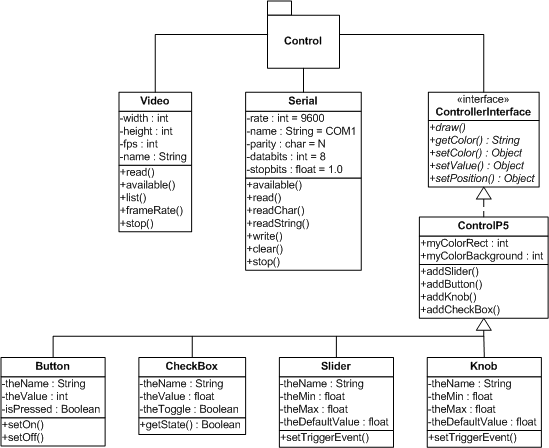 Control
Video
-width : int
-height : int
-fps : int
-name : String
+read()
+available()
+list()
+frameRate()
+stop()
Serial
-rate : int = 9600
-name : String = COM1
-parity : char = N
-databits : int = 8
-stopbits : float = 1.0
+available()
+read()
+readChar()
+readString()
+write()
+clear()
+stop()
«interface»
ControllerInterface
+draw()
+getColor() : String
+setColor() : Object
+setValue() : Object
+setPosition() : Object
ControlP5
+myColorRect : int
+myColorBackground : int
+addSlider()
+addButton()
+addKnob()
+addCheckBox()
Button
-theName : String
-theValue : int
-isPressed : Boolean
+setOn()
+setOff()
CheckBox
-theName : String
-theValue : float
-theToggle : Boolean
+getState() : Boolean
Slider
-theName : String
-theMin : float
-theMax : float
-theDefaultValue : float
+setTriggerEvent()
Knob
-theName : String
-theMin : float
-theMax : float
-theDefaultValue : float
+setTriggerEvent()